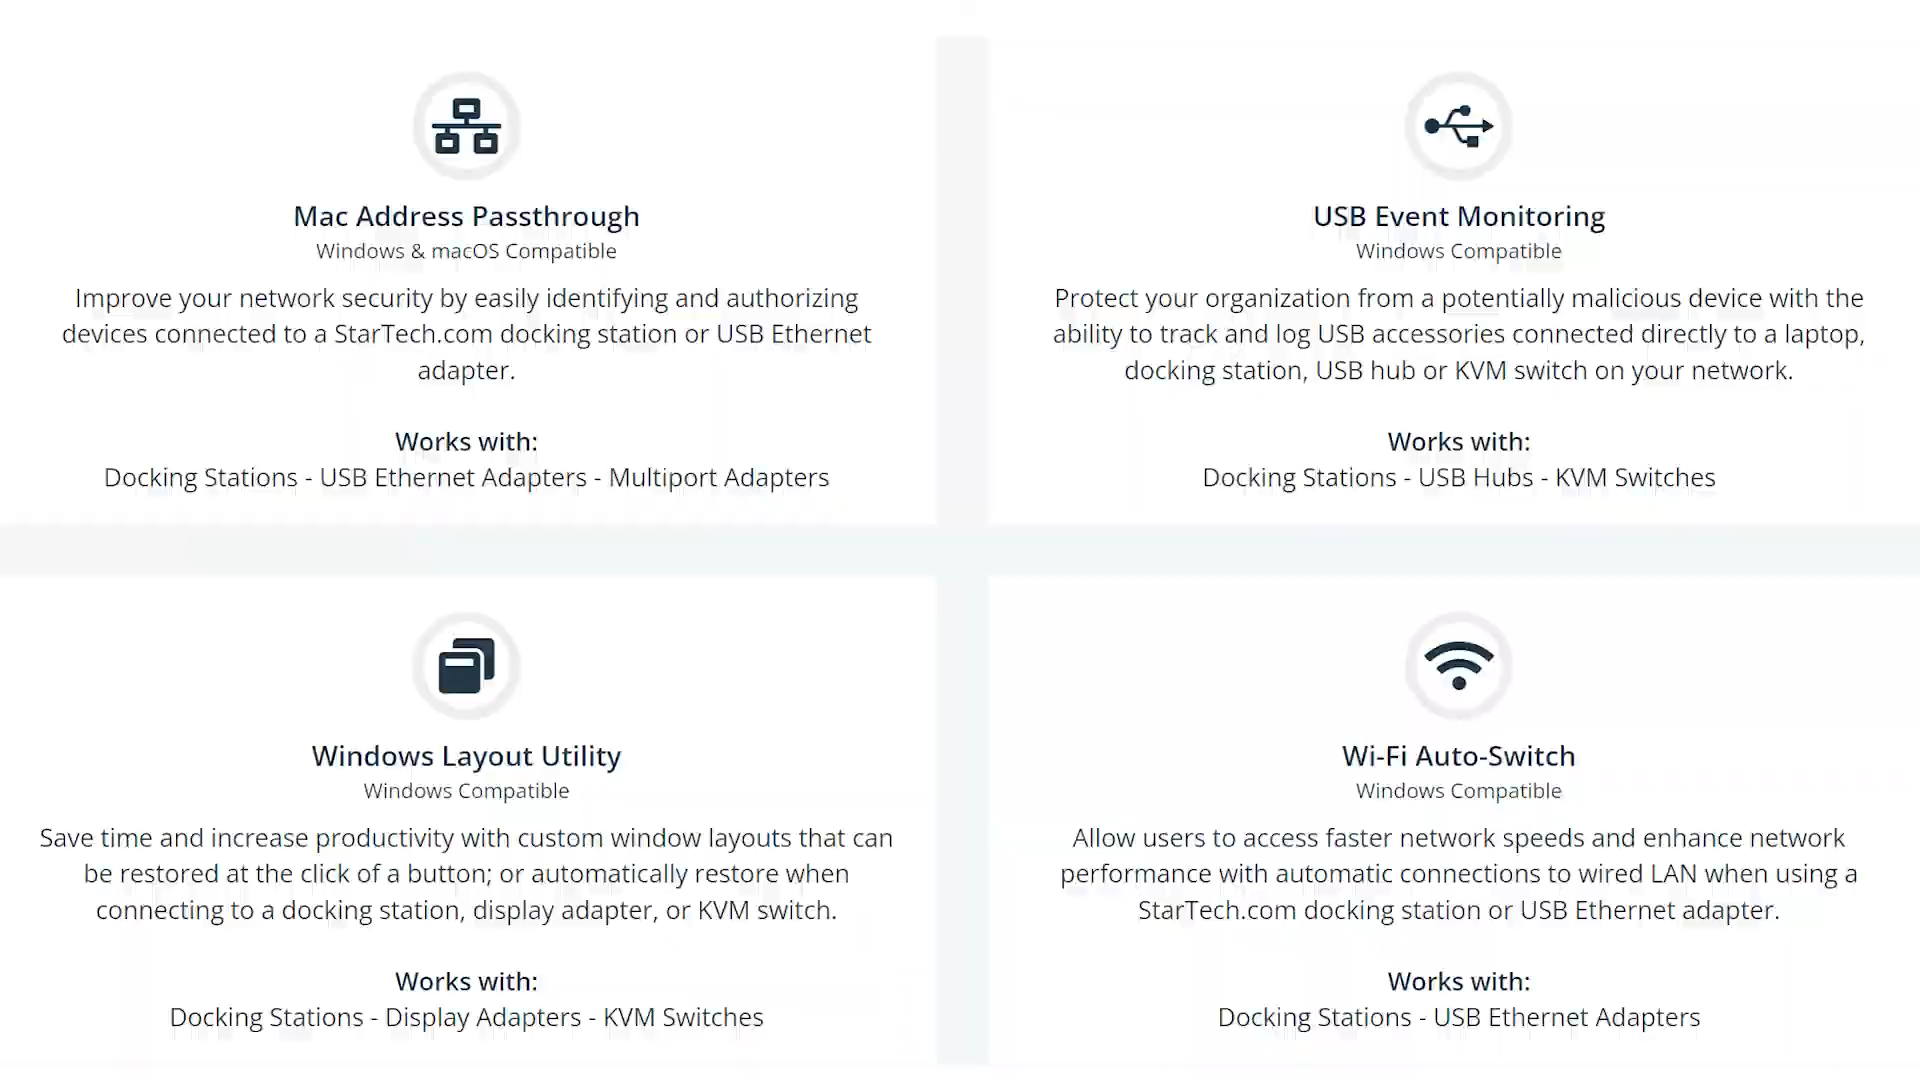 Mac Address Passthrough
Windows & macOS Compatible
Improve your network security by easily identifying and authorizing
devices connected to a StarTech.com docking station or USB Ethernet
adapter.
Works with:
Docking Stations - USB Ethernet Adapters - Multiport Adapters
USB Event Monitoring
Windows Compatible
Protect your organization from a potentially malicious device with the
ability to track and log USB accessories connected directly to a laptop,
docking station, USB hub or KVM switch on your network.
Works with:
Docking Stations - USB Hubs - KVM Switches
Windows Layout Utility
Windows Compatible
Save time and increase productivity with custom window layouts that can
be restored at the click of a button; or automatically restore when
connecting to a docking station, display adapter, or KVM switch.
Works with:
Docking Stations - Display Adapters - KVM Switches
Wi-Fi Auto-Switch
Windows Compatible
Allow users to access faster network speeds and enhance network
performance with automatic connections to wired LAN when using a
StarTech.com docking station or USB Ethernet adapter.
Works with:
Docking Stations - USB Ethernet Adapters